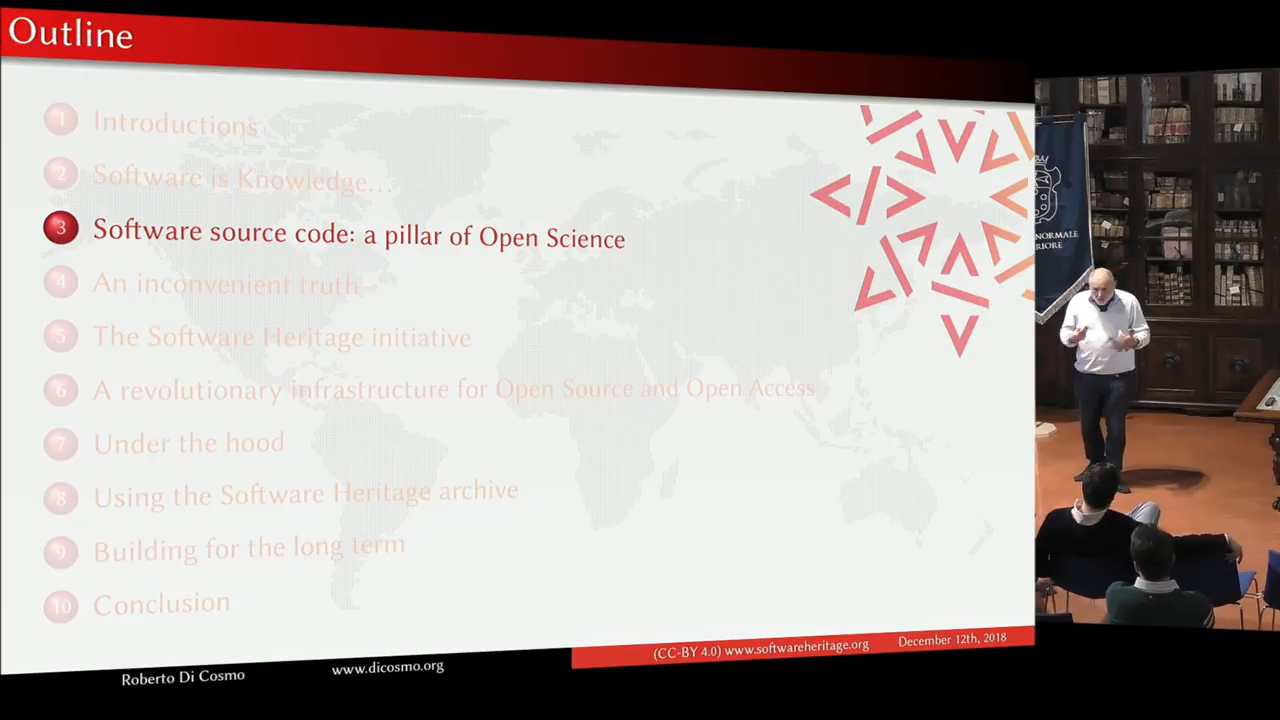 Outline
1 Introductions
2 Software is Knowledge...
3 Software source code: a pillar of Open Science
4 An inconvenient truth
5 The Software Heritage initiative
6 A revolutionary infrastructure for Open Source and Open Access
7 Under the hood
8 Using the Software Heritage archive
9 Building for the long term
10 Conclusion
NORMALE
RIORE
Roberto Di Cosmo
www.dicosmo.org
(CC-BY 4.0) www.softwareheritage.org
December 12th, 2018